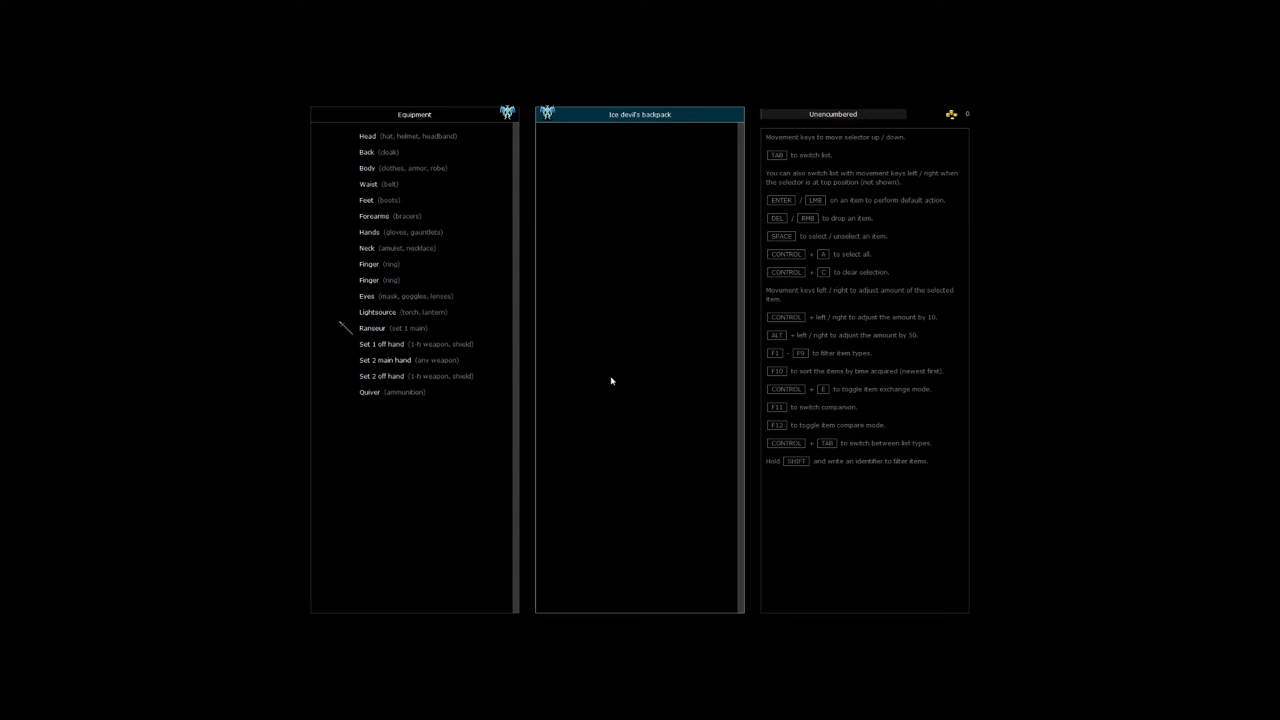 Equipment
Head (hat, helmet, headband)
Back (cloak)
Body (clothes, armor, robe)
Waist (belt)
Feet (boots)
Forearms (bracers)
Hands (gloves, gauntlets)
Neck (amulet, necklace)
Finger (ring)
Finger (ring)
Eyes (mask, goggles, lenses)
Lightsource (torch, lantern)
Ranseur (set 1 main)
Set 1 off hand (1-h weapon, shield)
Set 2 main hand (any weapon)
Set 2 off hand (1-h weapon, shield)
Quiver (ammunition)
Ice devil's backpack
Unencumbered
0
Movement keys to move selector up / down.
TAB to switch list.
You can also switch list with movement keys left / right when
the selector is at top position (not shown).
ENTER / LMB on an item to perform default action.
DEL / RMB to drop an item.
SPACE to select / unselect an item.
CONTROL + A to select all.
CONTROL + C to clear selection.
Movement keys left / right to adjust amount of the selected
item.
CONTROL + left / right to adjust the amount by 10.
ALT + left / right to adjust the amount by 50.
F1 - F9 to filter item types.
F10 to sort the items by time acquired (newest first).
CONTROL + E to toggle item exchange mode.
F11 to switch companion.
F12 to toggle item compare mode.
CONTROL + TAB to switch between list types.
Hold SHIFT and write an identifier to filter items.